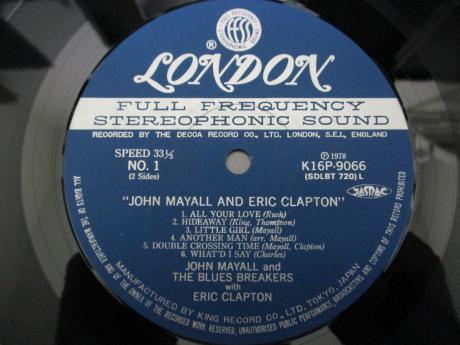 FULL FREQUENCY STEREOPHONIC SOUND
ffss
® LONDON
FULL FREQUENCY
STEREOPHONIC SOUND
RECORDED BY THE DECCA RECORD CO., LTD. LONDON, S.E.I., ENGLAND
SPEED 33⅓
NO. 1
(2 Sides)
℗ 1978
K16P-9066
(SDLBT 720) L
JASRAC
"JOHN MAYALL AND ERIC CLAPTON"
1. ALL YOUR LOVE (Rush)
2. HIDEAWAY (King, Thompson)
3. LITTLE GIRL (Mayall)
4. ANOTHER MAN (arr. Mayall)
5. DOUBLE CROSSING TIME (Mayall, Clapton)
6. WHAT'D I SAY (Charles)
JOHN MAYALL and
THE BLUES BREAKERS
with
ERIC CLAPTON
MANUFACTURED BY KING RECORD CO., LTD. TOKYO, JAPAN
ALL RIGHTS OF THE MANUFACTURER AND OF THE OWNER OF THE RECORDED WORK RESERVED, UNAUTHORISED PUBLIC PERFORMANCE, BROADCASTING AND COPYING OF THIS RECORD PROHIBITED